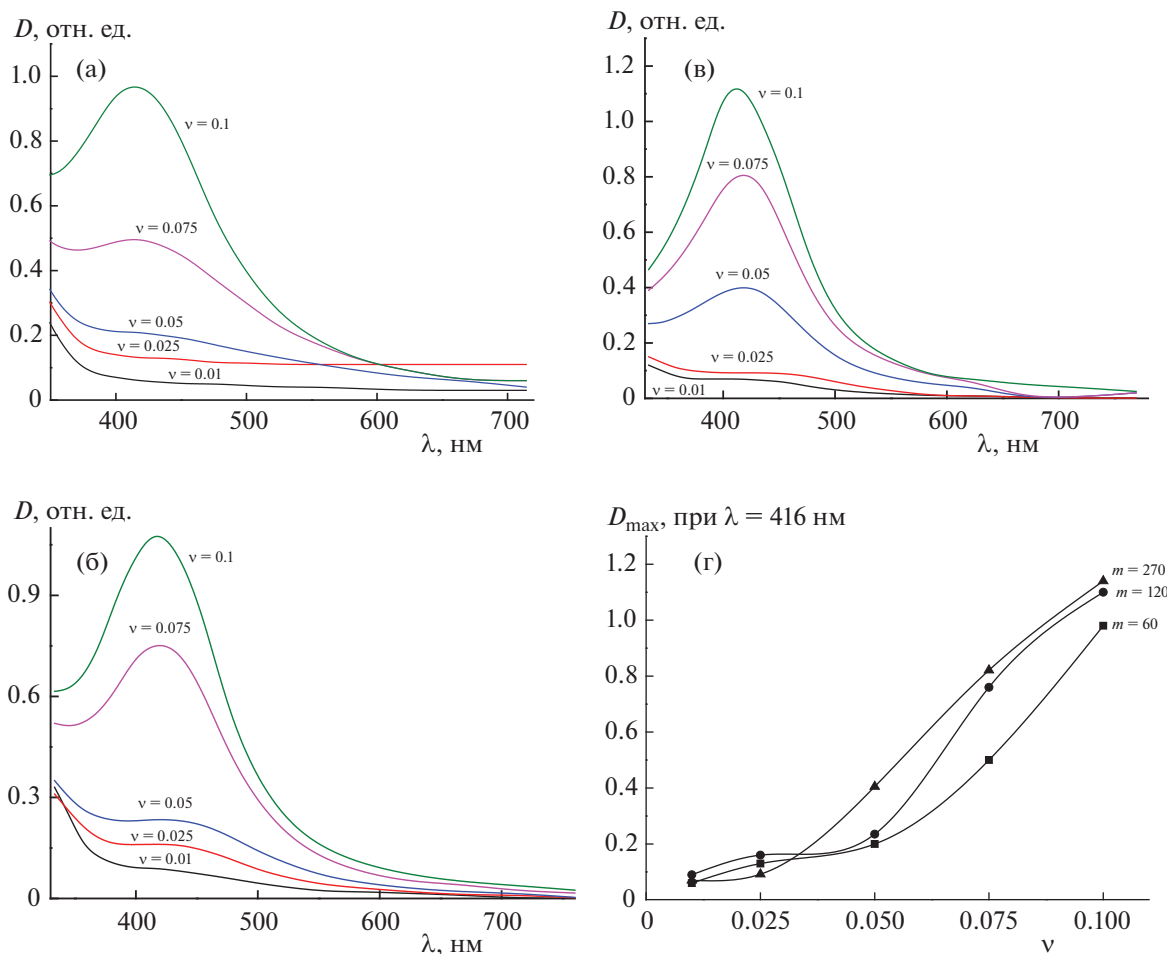 D, отн. ед.
(а)
1.0
0.8
0.6
0.4
0.2
0
ν = 0.1
ν = 0.075
ν = 0.05
ν = 0.025
ν = 0.01
400 500 600 700
λ, нм
D, отн. ед.
(в)
1.2
1.0
0.8
0.6
0.4
0.2
0
ν = 0.1
ν = 0.075
ν = 0.05
ν = 0.025
ν = 0.01
400 500 600 700
λ, нм
D, отн. ед.
(б)
0.9
0.6
0.3
0
ν = 0.1
ν = 0.075
ν = 0.05
ν = 0.025
ν = 0.01
400 500 600 700
λ, нм
Dmax, при λ = 416 нм
(г)
1.2
1.0
0.8
0.6
0.4
0.2
0
m = 270
m = 120
m = 60
0 0.025 0.050 0.075 0.100
ν